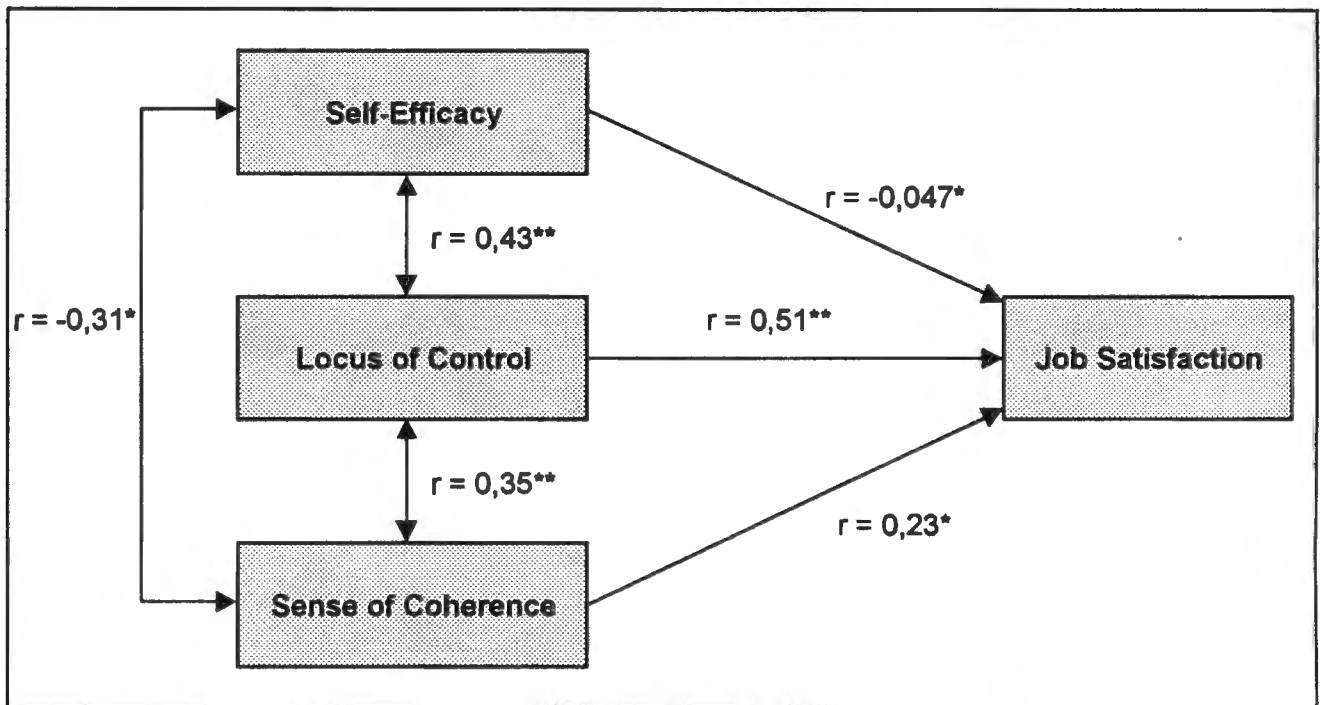 Self-Efficacy
r = -0,047*
r = 0,43**
r = -0,31*
r = 0,51**
Locus of Control
Job Satisfaction
r = 0,35**
r = 0,23*
Sense of Coherence